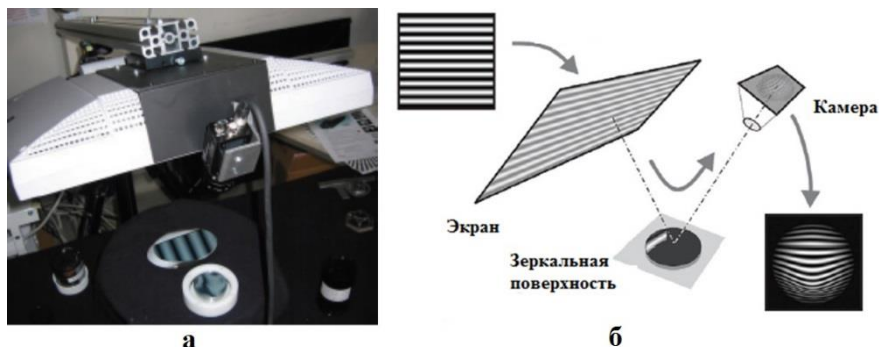 Экран
Камера
Зеркальная
поверхность
а
б